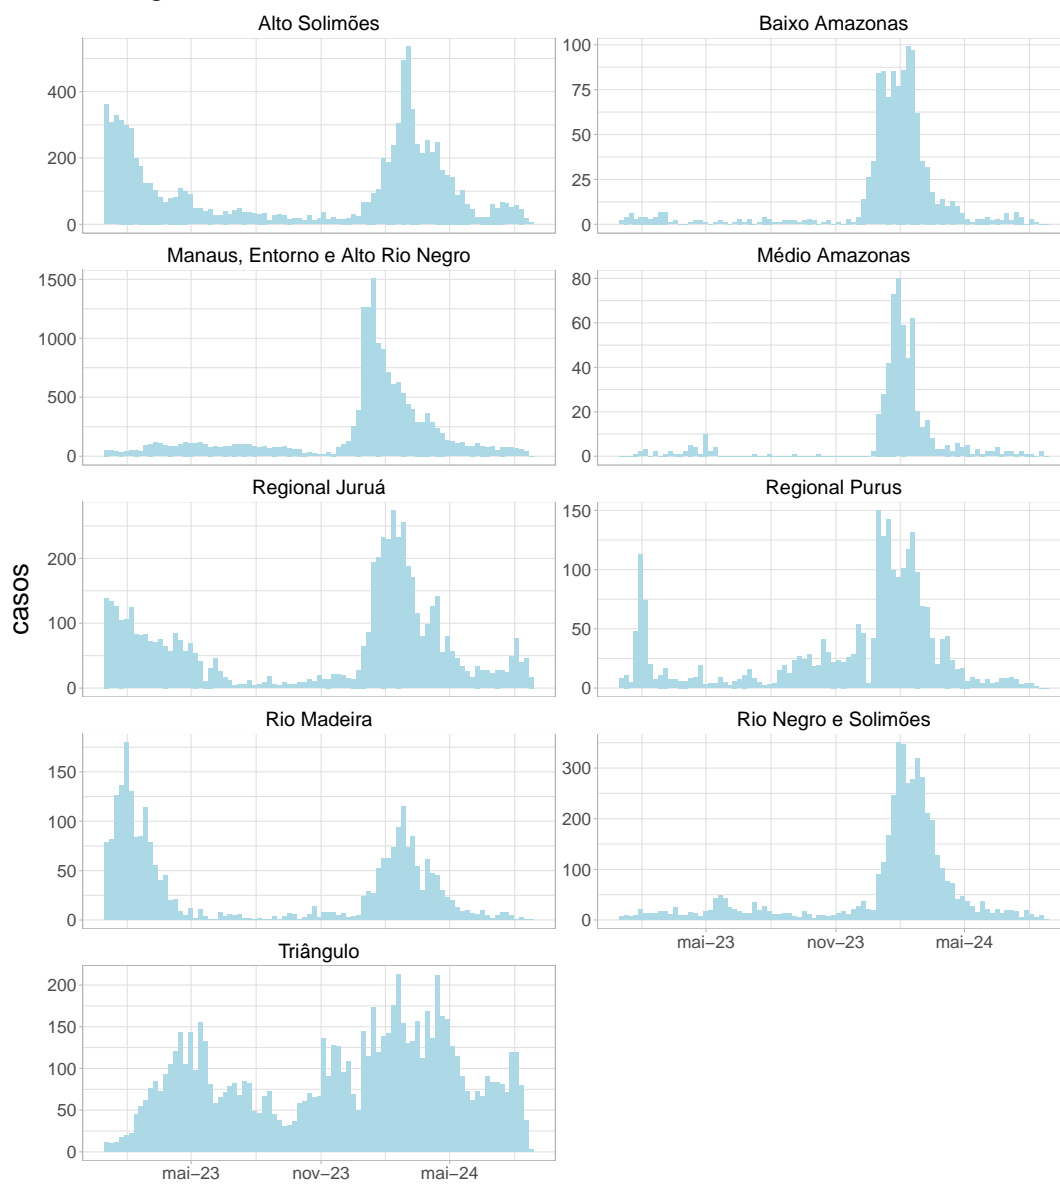 Alto Solimões
Baixo Amazonas
400
200
0
100
75
50
25
0
Manaus, Entorno e Alto Rio Negro
Médio Amazonas
1500
1000
500
0
80
60
40
20
0
Regional Juruá
Regional Purus
200
100
0
150
100
50
0
casos
Rio Madeira
Rio Negro e Solimões
150
100
50
0
300
200
100
0
mai−23
nov−23
mai−24
Triângulo
200
150
100
50
0
mai−23
nov−23
mai−24